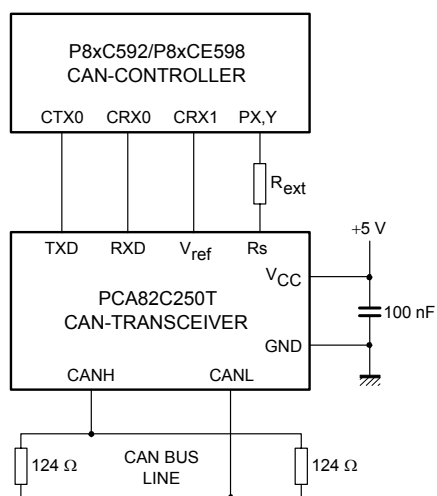 P8xC592/P8xCE598
CAN-CONTROLLER
CTX0 CRX0 CRX1 PX,Y
Rext
+5 V
TXD RXD Vref Rs
VCC
PCA82C250T
CAN-TRANSCEIVER
100 nF
GND
CANH CANL
124 Ω CAN BUS LINE 124 Ω